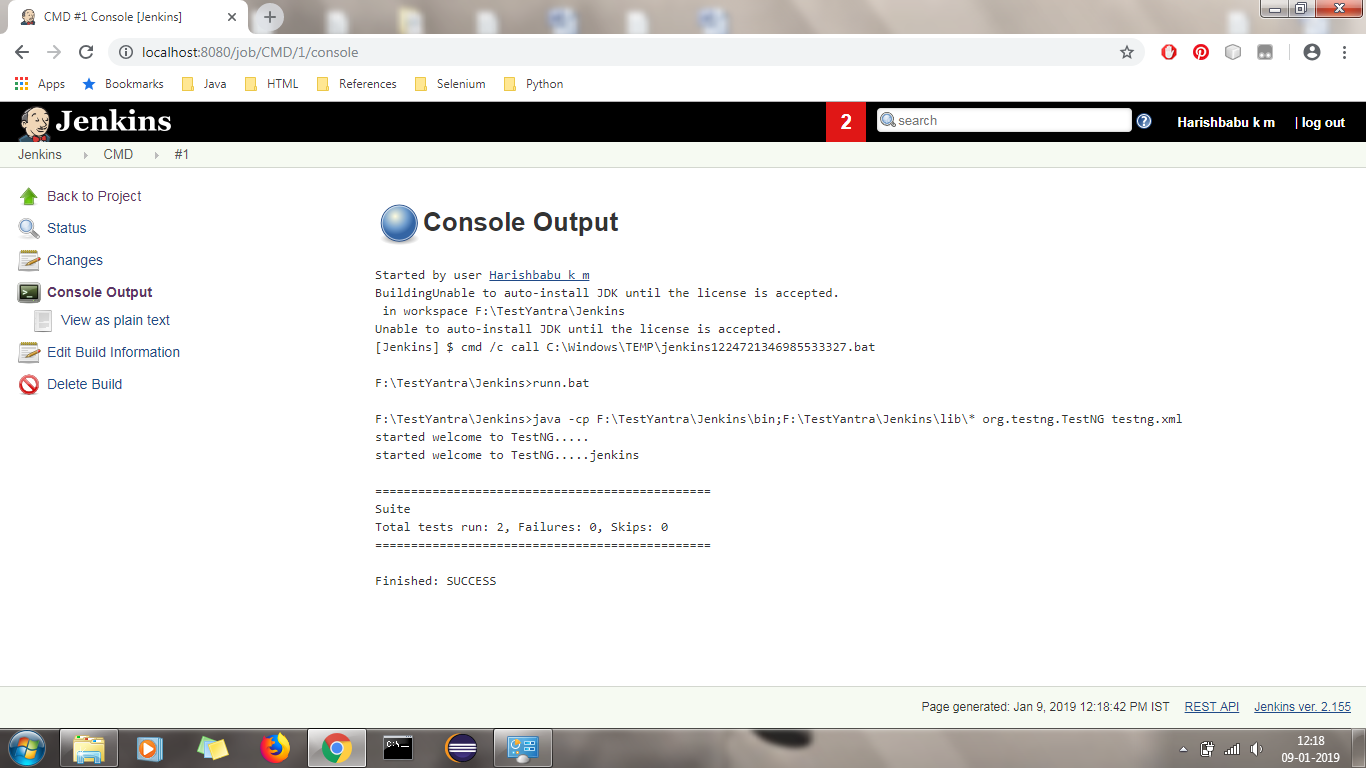 CMD #1 Console [Jenkins]
localhost:8080/job/CMD/1/console
Apps Bookmarks Java HTML References Selenium Python
Jenkins 2 search Harishbabu k m | log out
Jenkins CMD #1
Back to Project
Status
Changes
Console Output
View as plain text
Edit Build Information
Delete Build
Console Output
Started by user Harishbabu k m
BuildingUnable to auto-install JDK until the license is accepted.
in workspace F:\TestYantra\Jenkins
Unable to auto-install JDK until the license is accepted.
[Jenkins] $ cmd /c call C:\Windows\TEMP\jenkins1224721346985533327.bat
F:\TestYantra\Jenkins>runn.bat
F:\TestYantra\Jenkins>java -cp F:\TestYantra\Jenkins\bin;F:\TestYantra\Jenkins\lib\* org.testng.TestNG testng.xml
started welcome to TestNG.....
started welcome to TestNG.....jenkins
===============================================
Suite
Total tests run: 2, Failures: 0, Skips: 0
===============================================
Finished: SUCCESS
Page generated: Jan 9, 2019 12:18:42 PM IST REST API Jenkins ver. 2.155
C:\_
12:18
09-01-2019